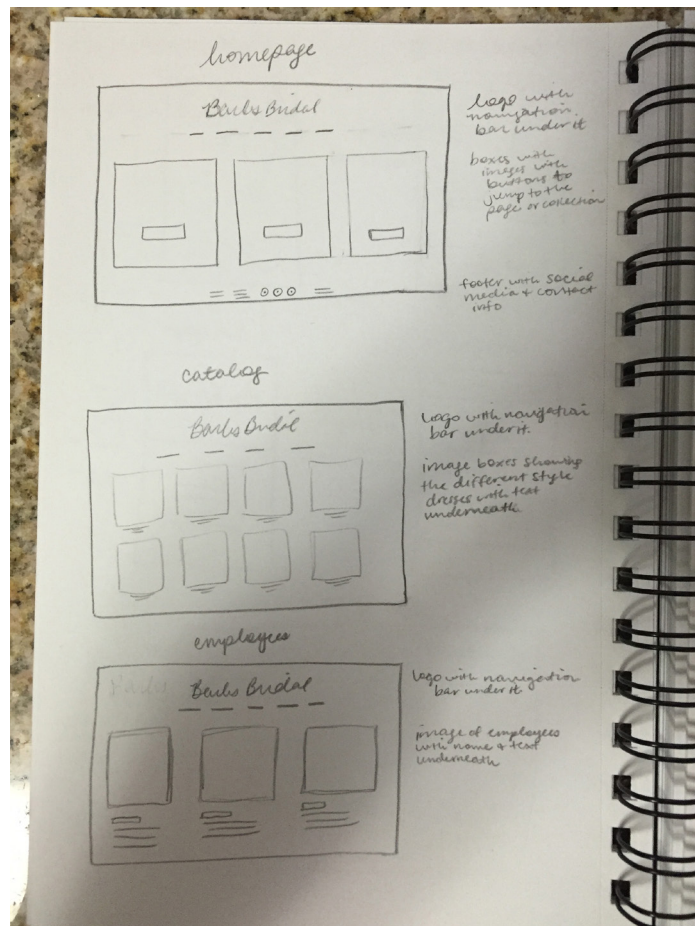 homepage
Barbs Bridal
logo with
navigation
bar under it
boxes with
images with
buttons to
jump to the
page or collection
footer with social
media & contact
info
catalog
Barbs Bridal
logo with navigation
bar under it.
image boxes showing
the different style
dresses with text
underneath
employees
Barbs Bridal
logo with navigation
bar under it
image of employees
with name & text
underneath